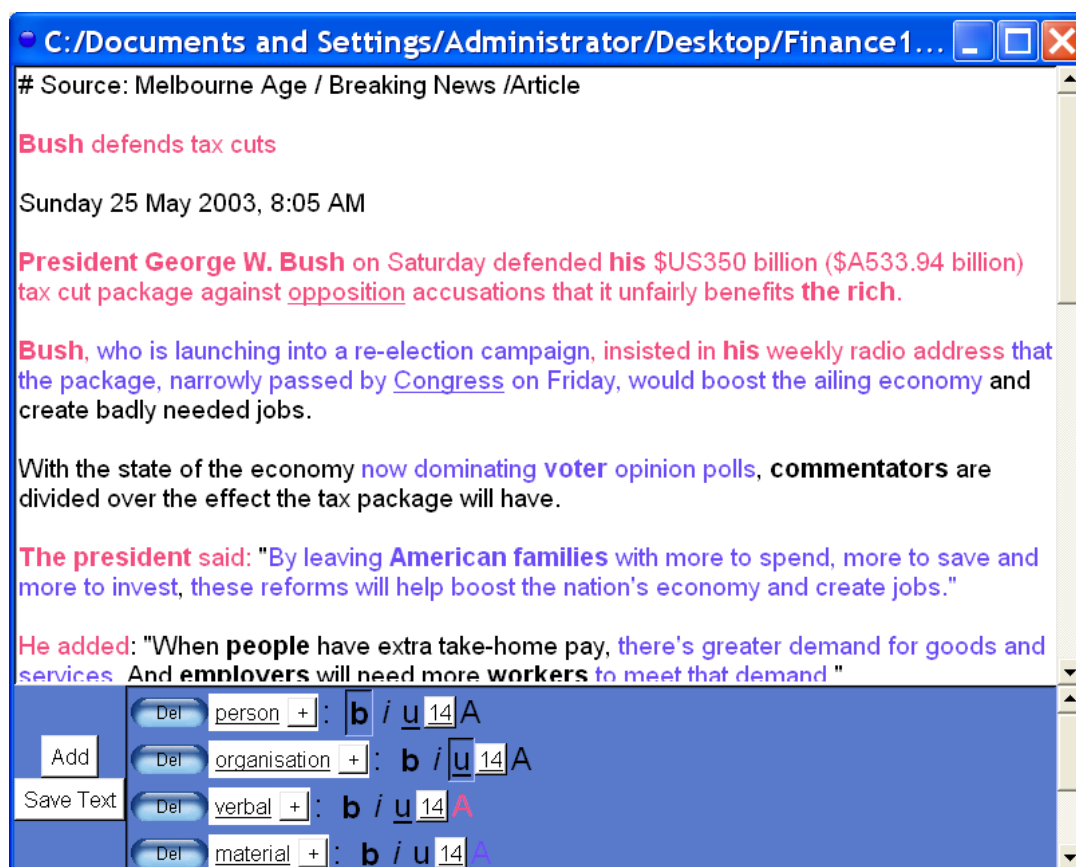 C:/Documents and Settings/Administrator/Desktop/Finance1...
# Source: Melbourne Age / Breaking News /Article
Bush defends tax cuts
Sunday 25 May 2003, 8:05 AM
President George W. Bush on Saturday defended his $US350 billion ($A533.94 billion)
tax cut package against opposition accusations that it unfairly benefits the rich.
Bush, who is launching into a re-election campaign, insisted in his weekly radio address that
the package, narrowly passed by Congress on Friday, would boost the ailing economy and
create badly needed jobs.
With the state of the economy now dominating voter opinion polls, commentators are
divided over the effect the tax package will have.
The president said: "By leaving American families with more to spend, more to save and
more to invest, these reforms will help boost the nation's economy and create jobs."
He added: "When people have extra take-home pay, there's greater demand for goods and
services. And employers will need more workers to meet that demand."
Add
Save Text
Del person + : b i u 14 A
Del organisation + : b i u 14 A
Del verbal + : b i u 14 A
Del material + : b i u 14 A